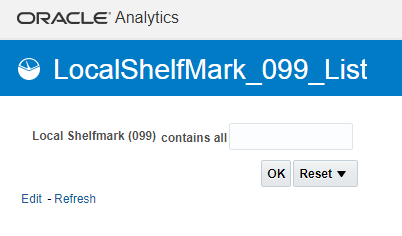 ORACLE Analytics
LocalShelfMark_099_List
Local Shelfmark (099) contains all
OK Reset
Edit - Refresh